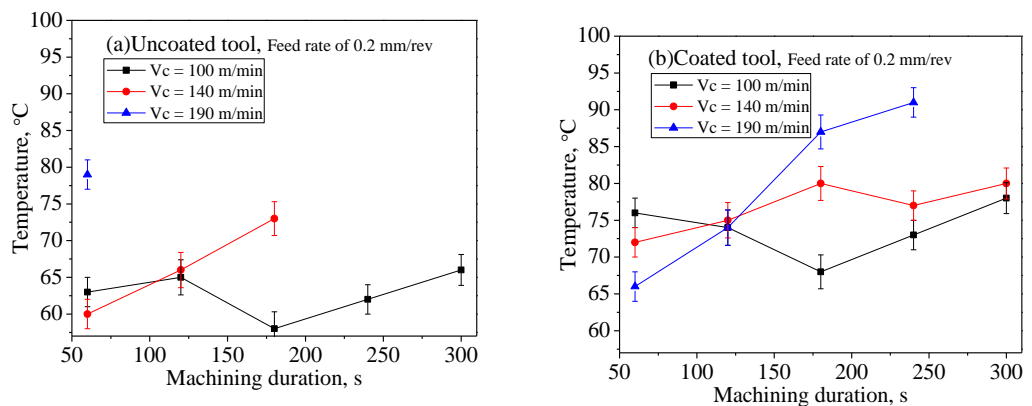 (a)Uncoated tool, Feed rate of 0.2 mm/rev
Vc = 100 m/min
Vc = 140 m/min
Vc = 190 m/min
Temperature, °C
100
95
90
85
80
75
70
65
60
50
100
150
200
250
300
Machining duration, s
(b)Coated tool, Feed rate of 0.2 mm/rev
Vc = 100 m/min
Vc = 140 m/min
Vc = 190 m/min
Temperature, °C
100
95
90
85
80
75
70
65
60
50
100
150
200
250
300
Machining duration, s